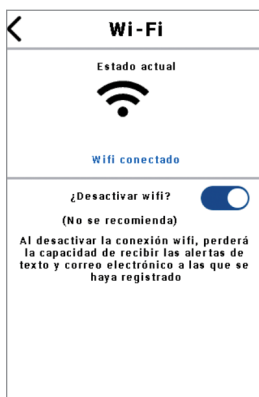 Wi-Fi
Estado actual
Wifi conectado
¿Desactivar wifi?
(No se recomienda)
Al desactivar la conexión wifi, perderá
la capacidad de recibir las alertas de
texto y correo electrónico a las que se
haya registrado